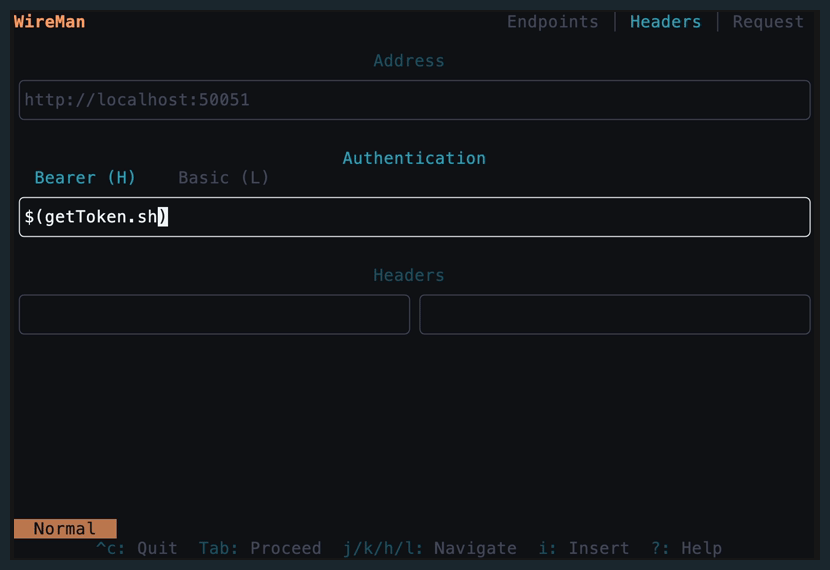 WireMan Endpoints | Headers | Request
Address
http://localhost:50051
Authentication
Bearer (H) Basic (L)
$(getToken.sh)
Headers
Normal
^c: Quit Tab: Proceed j/k/h/l: Navigate i: Insert ?: Help